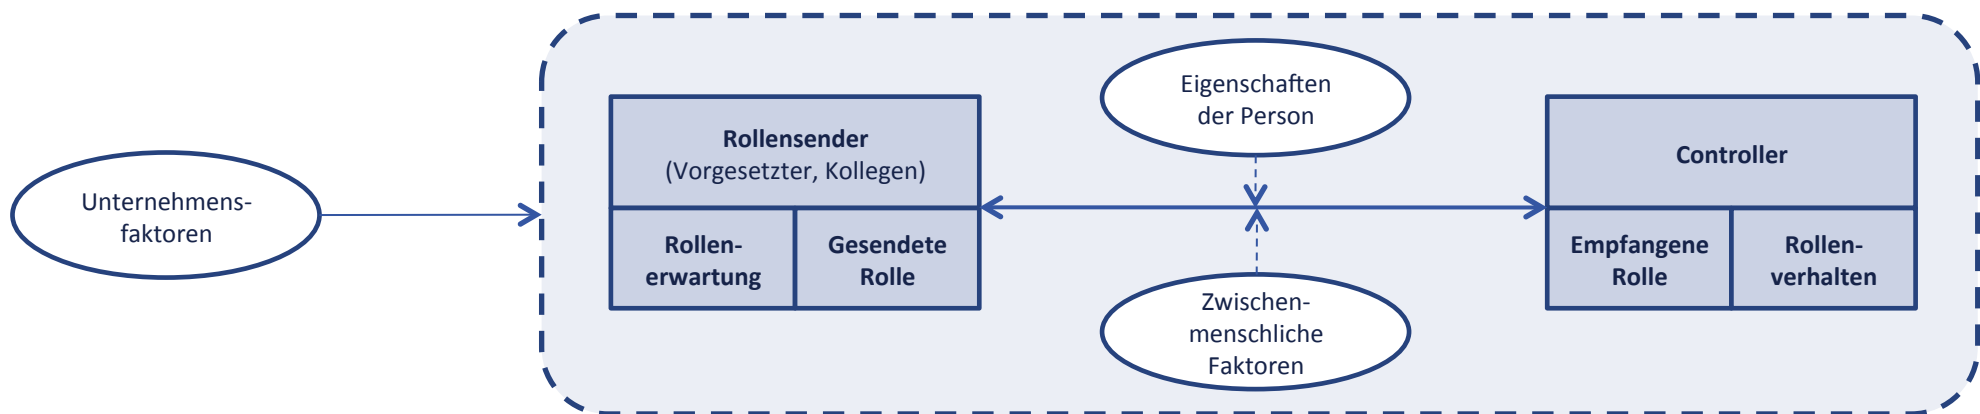 Unternehmens-
faktoren
Rollensender
(Vorgesetzter, Kollegen)
Rollen-
erwartung
Gesendete
Rolle
Eigenschaften
der Person
Zwischen-
menschliche
Faktoren
Controller
Empfangene
Rolle
Rollen-
verhalten